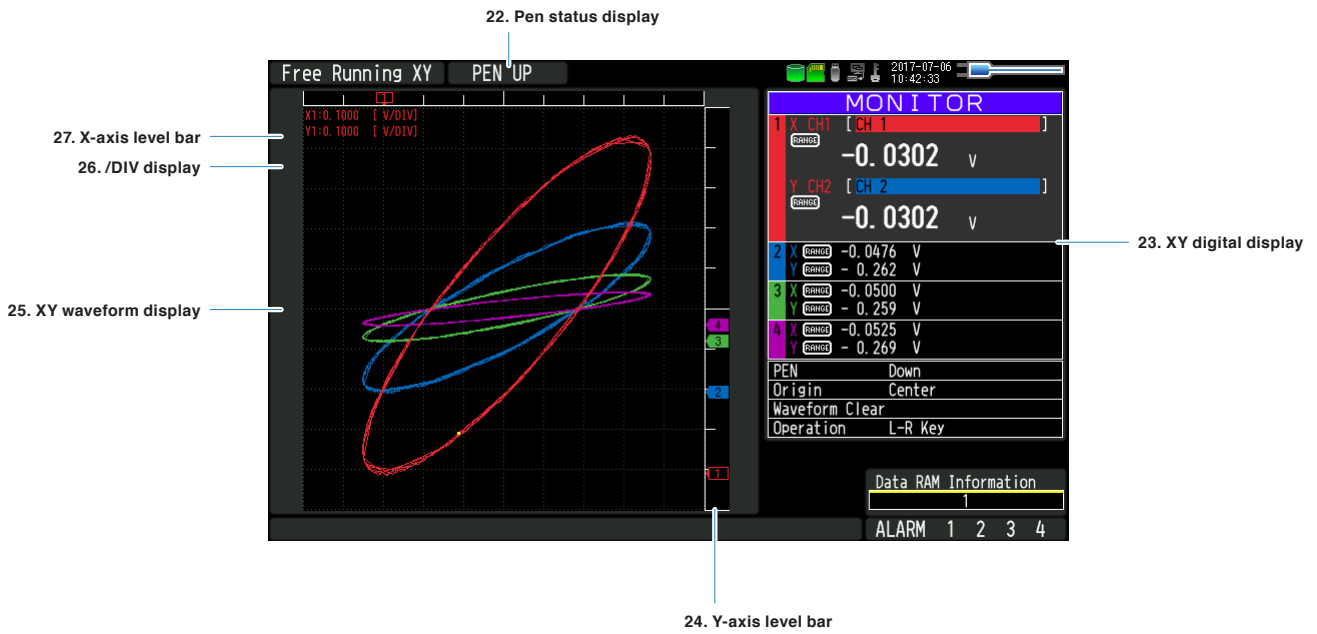 22. Pen status display
Free Running XY
PEN UP
2017-07-06
10:42:33
1
X1:0.1000 [ V/DIV]
Y1:0.1000 [ V/DIV]
27. X-axis level bar
26. /DIV display
25. XY waveform display
4
3
2
1
24. Y-axis level bar
MONITOR
1 X CH1 [CH 1 ]
RANGE
-0.0302 V
Y CH2 [CH 2 ]
RANGE
-0.0302 V
23. XY digital display
2 X RANGE -0.0476 V
Y RANGE - 0.262 V
3 X RANGE -0.0500 V
Y RANGE - 0.259 V
4 X RANGE -0.0525 V
Y RANGE - 0.269 V
PEN Down
Origin Center
Waveform Clear
Operation L-R Key
Data RAM Information
1
ALARM 1 2 3 4